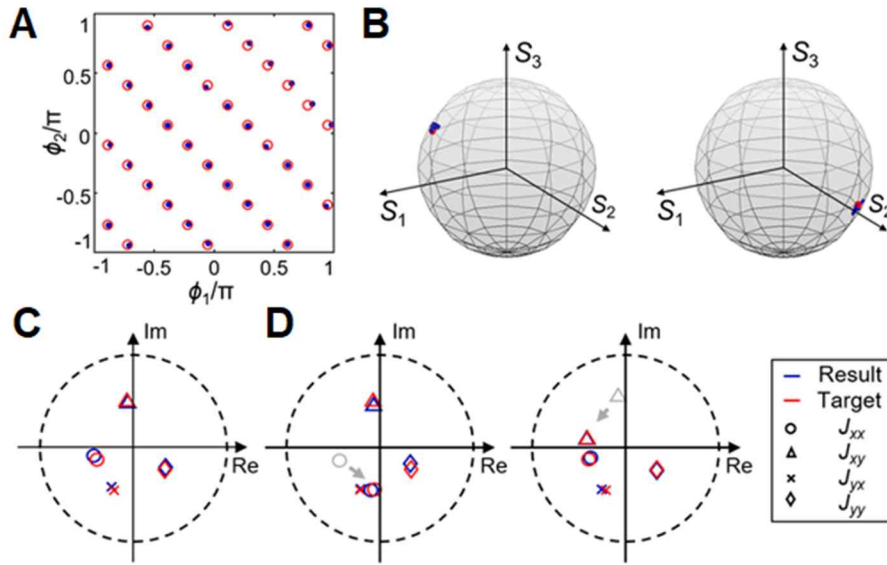 A
B
1
0.5
0
-0.5
-1
ϕ2/π
-1
-0.5
0
0.5
1
ϕ1/π
S3
S1
S2
S3
S1
S2
C
D
Im
Re
Im
Re
Im
Re
Result
Target
Jxx
Jxy
Jyx
Jyy